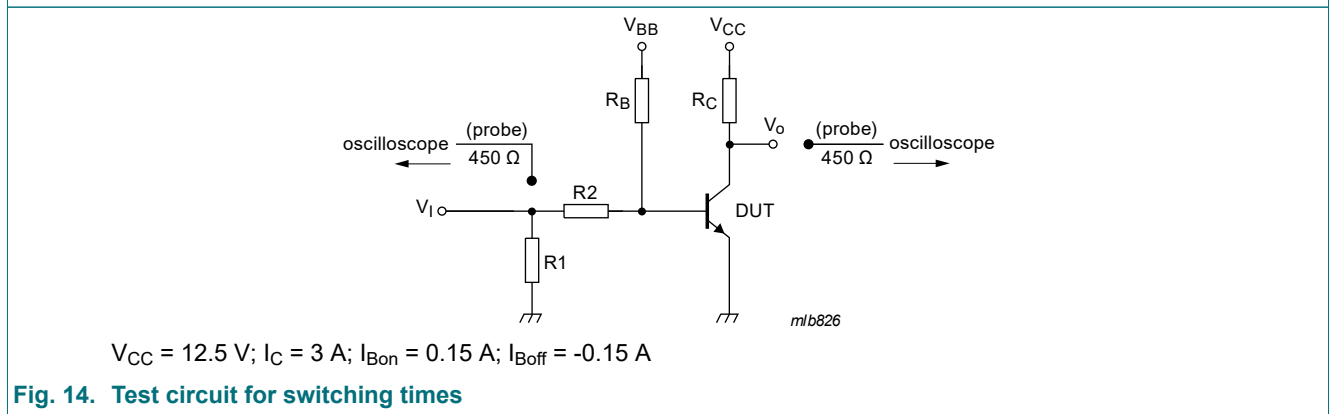 VBB VCC
RB RC
oscilloscope (probe) 450 Ω
Vo (probe) 450 Ω oscilloscope
R2
VI DUT
R1
mlb826
VCC = 12.5 V; IC = 3 A; IBon = 0.15 A; IBoff = -0.15 A
Fig. 14. Test circuit for switching times